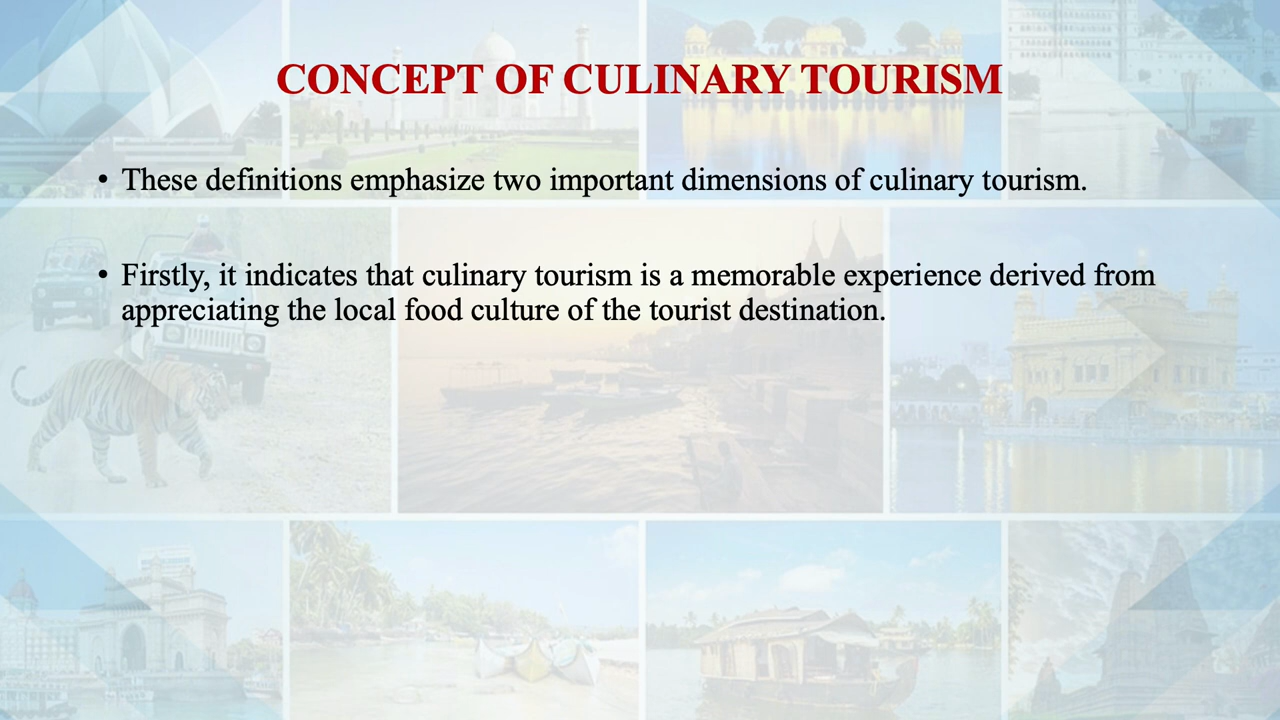 CONCEPT OF CULINARY TOURISM
• These definitions emphasize two important dimensions of culinary tourism.
• Firstly, it indicates that culinary tourism is a memorable experience derived from
appreciating the local food culture of the tourist destination.